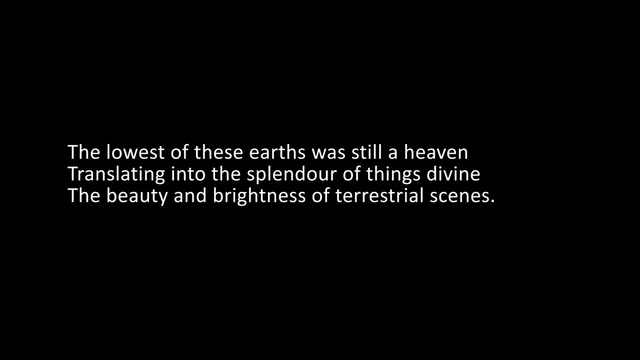 The lowest of these earths was still a heaven
Translating into the splendour of things divine
The beauty and brightness of terrestrial scenes.